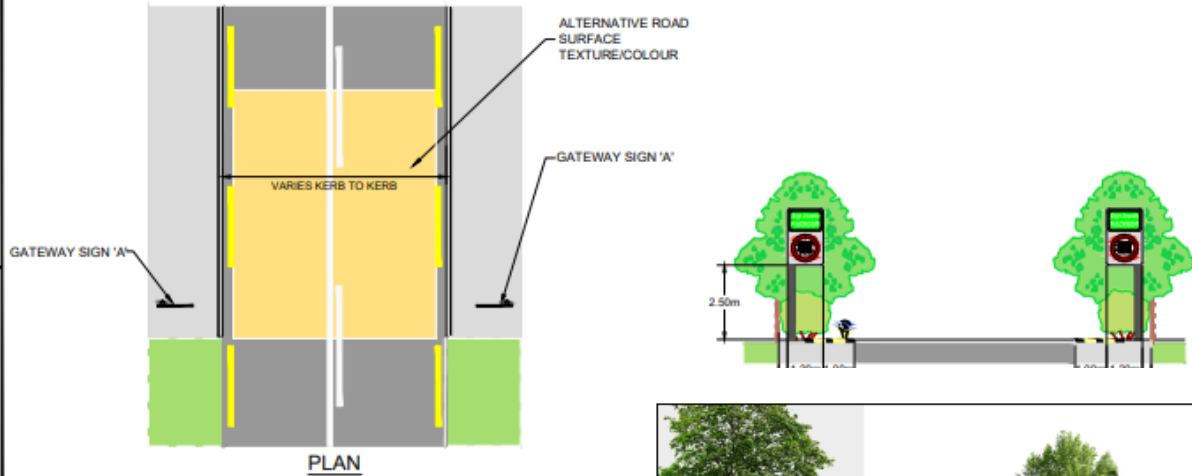 ALTERNATIVE ROAD
SURFACE
TEXTURE/COLOUR
GATEWAY SIGN 'A'
VARIES KERB TO KERB
GATEWAY SIGN 'A'
2.50m
PLAN